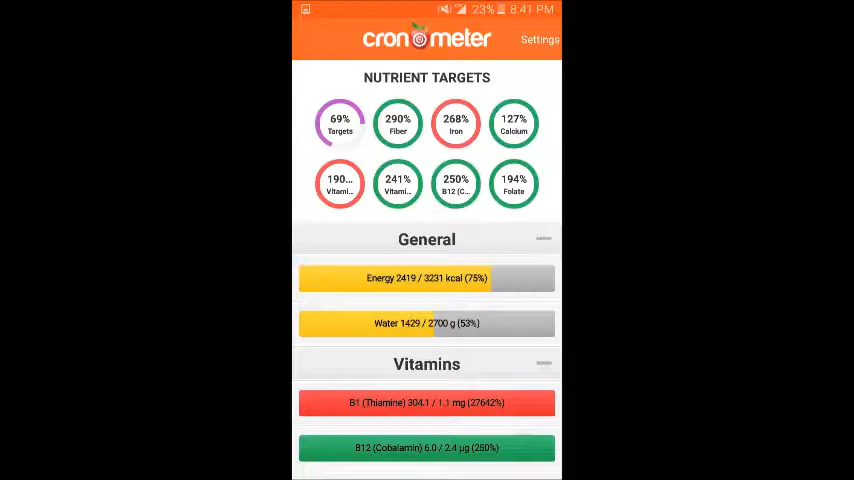 23% 8:41 PM
cronometer
Settings
NUTRIENT TARGETS
69% 290% 268% 127%
Targets Fiber Iron Calcium
190... 241% 250% 194%
Vitami... Vitami... B12 (C... Folate
General
Energy 2419 / 3231 kcal (75%)
Water 1429 / 2700 g (53%)
Vitamins
B1 (Thiamine) 304.1 / 1.1 mg (27642%)
B12 (Cobalamin) 6.0 / 2.4 µg (250%)